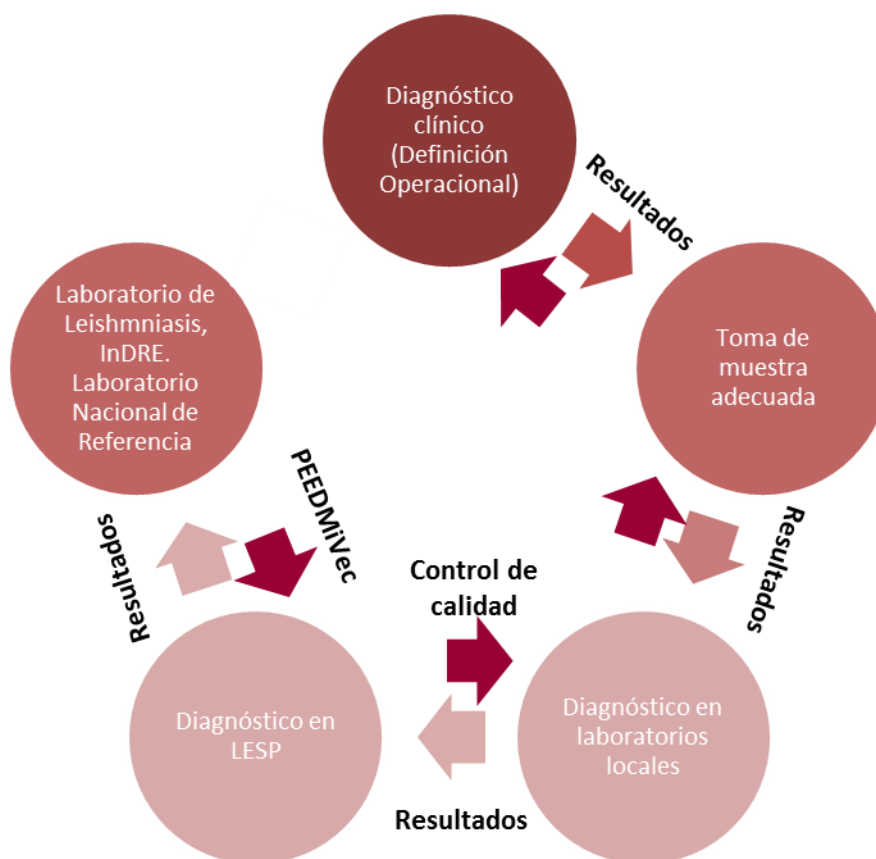 Diagnóstico
clínico
(Definición
Operacional)
Resultados
Toma de
muestra
adecuada
Resultados
Diagnóstico en
laboratorios
locales
Control de
calidad
Resultados
Diagnóstico en
LESP
PEEDMiVec
Resultados
Laboratorio de
Leishmniasis,
InDRE.
Laboratorio
Nacional de
Referencia